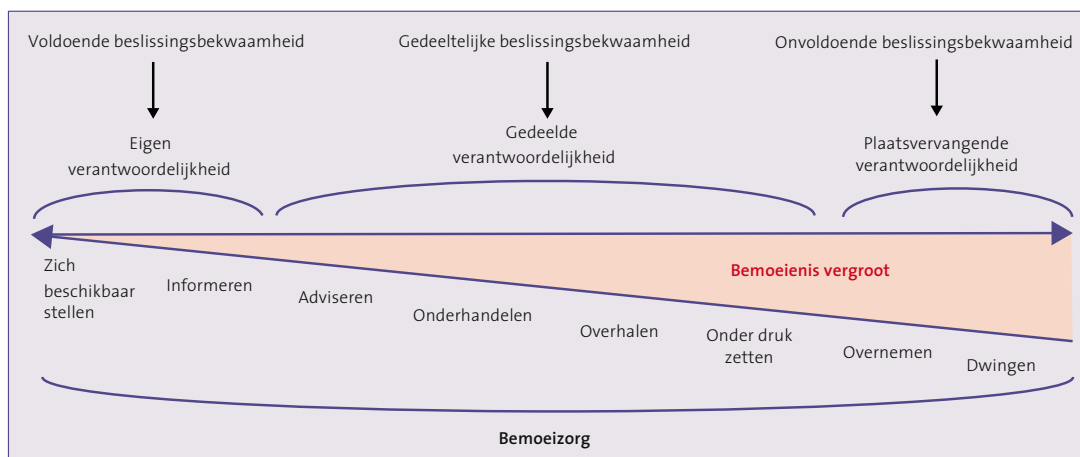 Voldoende beslissingsbekwaamheid
Gedeeltelijke beslissingsbekwaamheid
Onvoldoende beslissingsbekwaamheid
Eigen
verantwoordelijkheid
Gedeelde
verantwoordelijkheid
Plaatsvervangende
verantwoordelijkheid
Bemoeienis vergroot
Zich
beschikbaar
stellen
Informeren
Adviseren
Onderhandelen
Overhalen
Onder druk
zetten
Overnemen
Dwingen
Bemoeizorg